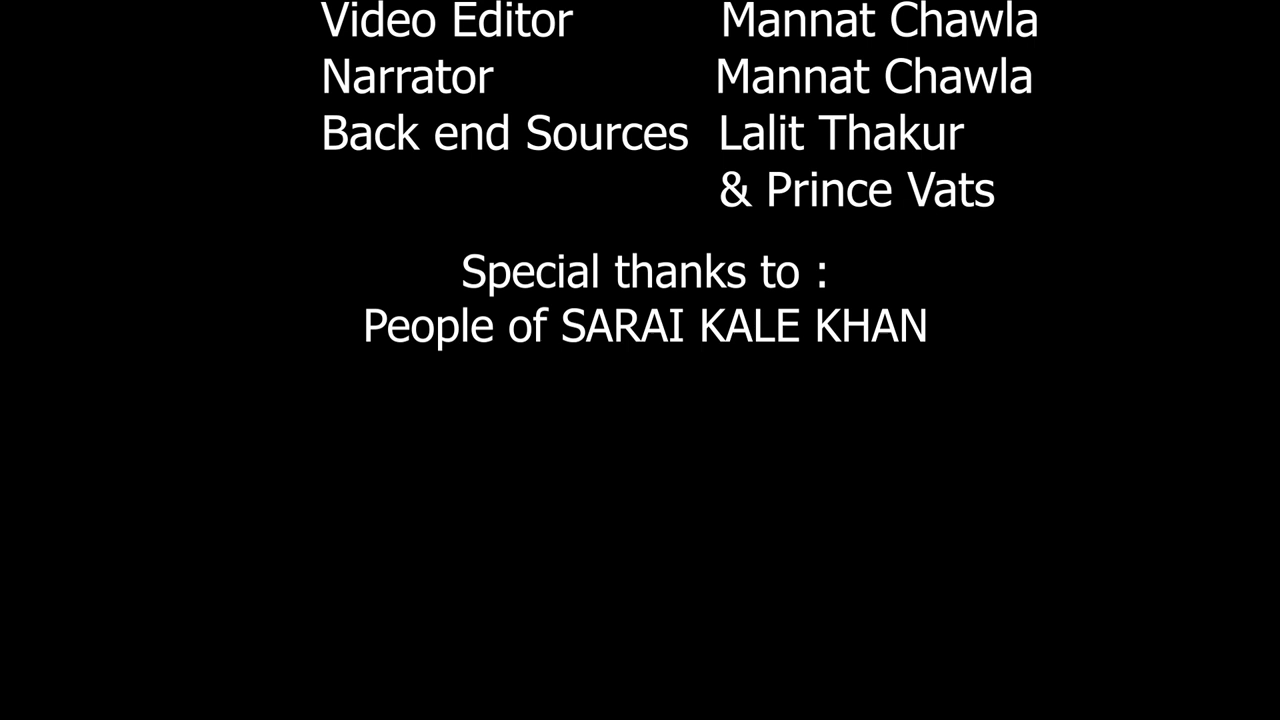 Video Editor Mannat Chawla
Narrator Mannat Chawla
Back end Sources Lalit Thakur
& Prince Vats
Special thanks to :
People of SARAI KALE KHAN